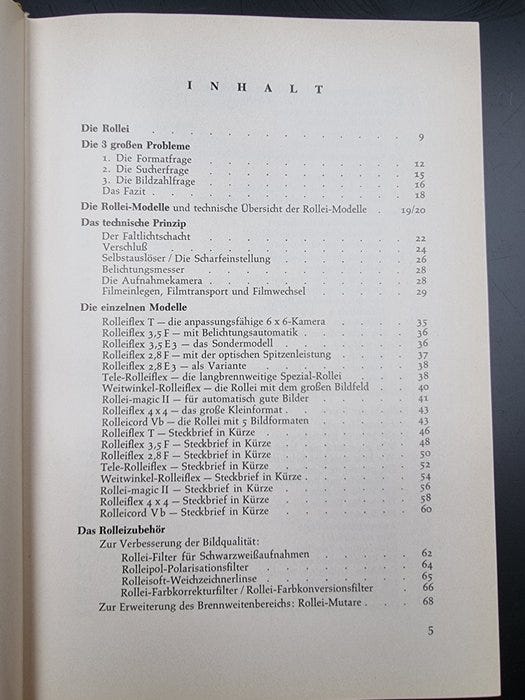 INHALT
Die Rollei . . . . . . . . . . . 9
Die 3 großen Probleme
1. Die Formatfrage . . . . . . . . . 12
2. Die Sucherfrage . . . . . . . . . 15
3. Die Bildzahlfrage . . . . . . . . . 16
Das Fazit . . . . . . . . . . . 18
Die Rollei-Modelle und technische Übersicht der Rollei-Modelle . 19/20
Das technische Prinzip
Der Faltlichtschacht . . . . . . . . . 22
Verschluß . . . . . . . . . . . 24
Selbstauslöser / Die Scharfeinstellung . . . . . . 26
Belichtungsmesser . . . . . . . . . 28
Die Aufnahmekamera . . . . . . . . . 28
Filmeinlegen, Filmtransport und Filmwechsel . . . . 29
Die einzelnen Modelle
Rolleiflex T — die anpassungsfähige 6 x 6-Kamera . . . . 35
Rolleiflex 3,5 F — mit Belichtungsautomatik . . . . . 36
Rolleiflex 3,5 E 3 — das Sondermodell . . . . . . 36
Rolleiflex 2,8 F — mit der optischen Spitzenleistung . . . 37
Rolleiflex 2,8 E 3 — als Variante . . . . . . . 38
Tele-Rolleiflex — die langbrennweitige Spezial-Rollei . . . 38
Weitwinkel-Rolleiflex — die Rollei mit dem großen Bildfeld . . 40
Rollei-magic II — für automatisch gute Bilder . . . . 41
Rolleiflex 4 x 4 — das große Kleinformat . . . . . . 43
Rolleicord Vb — die Rollei mit 5 Bildformaten . . . . 43
Rolleiflex T — Steckbrief in Kürze . . . . . . 46
Rolleiflex 3,5 F — Steckbrief in Kürze . . . . . . 48
Rolleiflex 2,8 F — Steckbrief in Kürze . . . . . . 50
Tele-Rolleiflex — Steckbrief in Kürze . . . . . . 52
Weitwinkel-Rolleiflex — Steckbrief in Kürze . . . . . 54
Rollei-magic II — Steckbrief in Kürze . . . . . . 56
Rolleiflex 4 x 4 — Steckbrief in Kürze . . . . . . 58
Rolleicord Vb — Steckbrief in Kürze . . . . . . 60
Das Rolleizubehör
Zur Verbesserung der Bildqualität:
Rollei-Filter für Schwarzweißaufnahmen . . . . . 62
Rolleipol-Polarisationsfilter . . . . . . . 64
Rolleisoft-Weichzeichnerlinse . . . . . . . 65
Rollei-Farbkorrekturfilter / Rollei-Farbkonversionsfilter . . 66
Zur Erweiterung des Brennweitenbereichs: Rollei-Mutare . . . 68
5